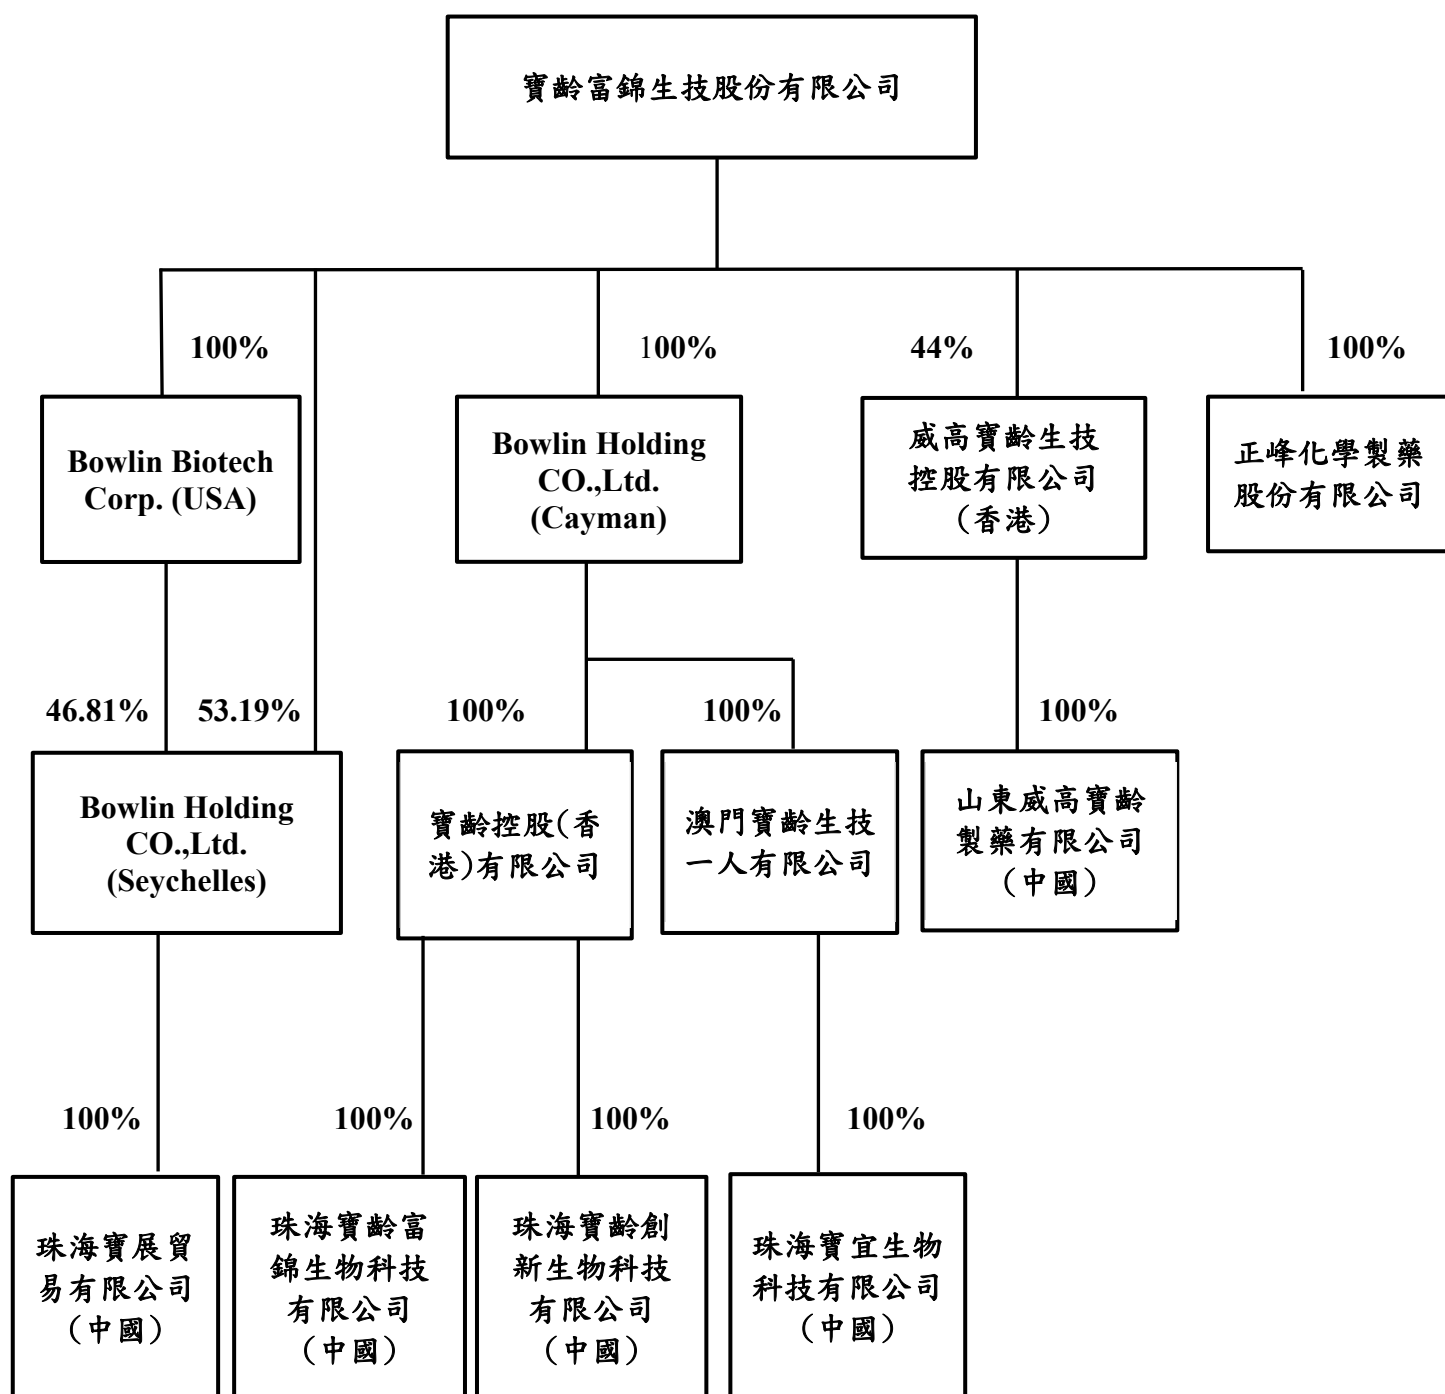 寶齡富錦生技股份有限公司
100%
100%
44%
100%
Bowlin Biotech
Corp. (USA)
Bowlin Holding
CO.,Ltd.
(Cayman)
威高寶齡生技
控股有限公司
(香港)
正峰化學製藥
股份有限公司
46.81%
53.19%
100%
100%
100%
Bowlin Holding
CO.,Ltd.
(Seychelles)
寶齡控股(香
港)有限公司
澳門寶齡生技
一人有限公司
山東威高寶齡
製藥有限公司
(中國)
100%
100%
100%
100%
珠海寶展貿
易有限公司
(中國)
珠海寶齡富
錦生物科技
有限公司
(中國)
珠海寶齡創
新生物科技
有限公司
(中國)
珠海寶宜生物
科技有限公司
(中國)